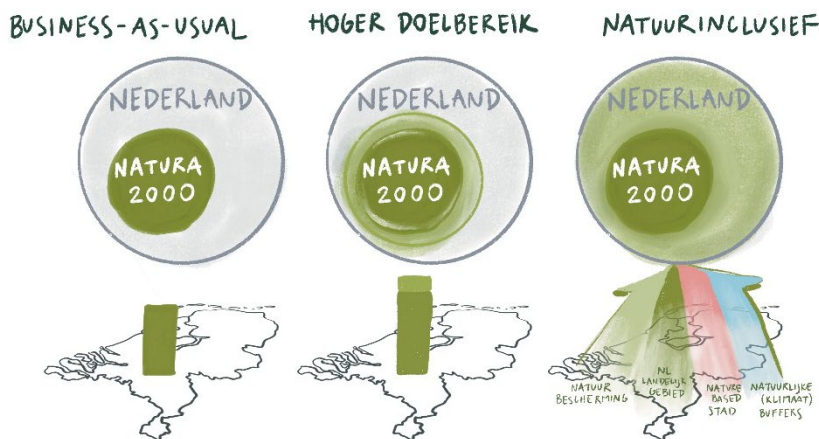 BUSINESS-AS-USUAL
HOGER DOELBEREIK
NATUURINCLUSIEF
NEDERLAND
NATURA
2000
NEDERLAND
NATURA
2000
NEDERLAND
NATURA
2000
NATUUR
BESCHERMING
NL
LANDELIJK
GEBIED
NATURE
BASED
STAD
NATUURLIJKE
(KLIMAAT)
BUFFERS